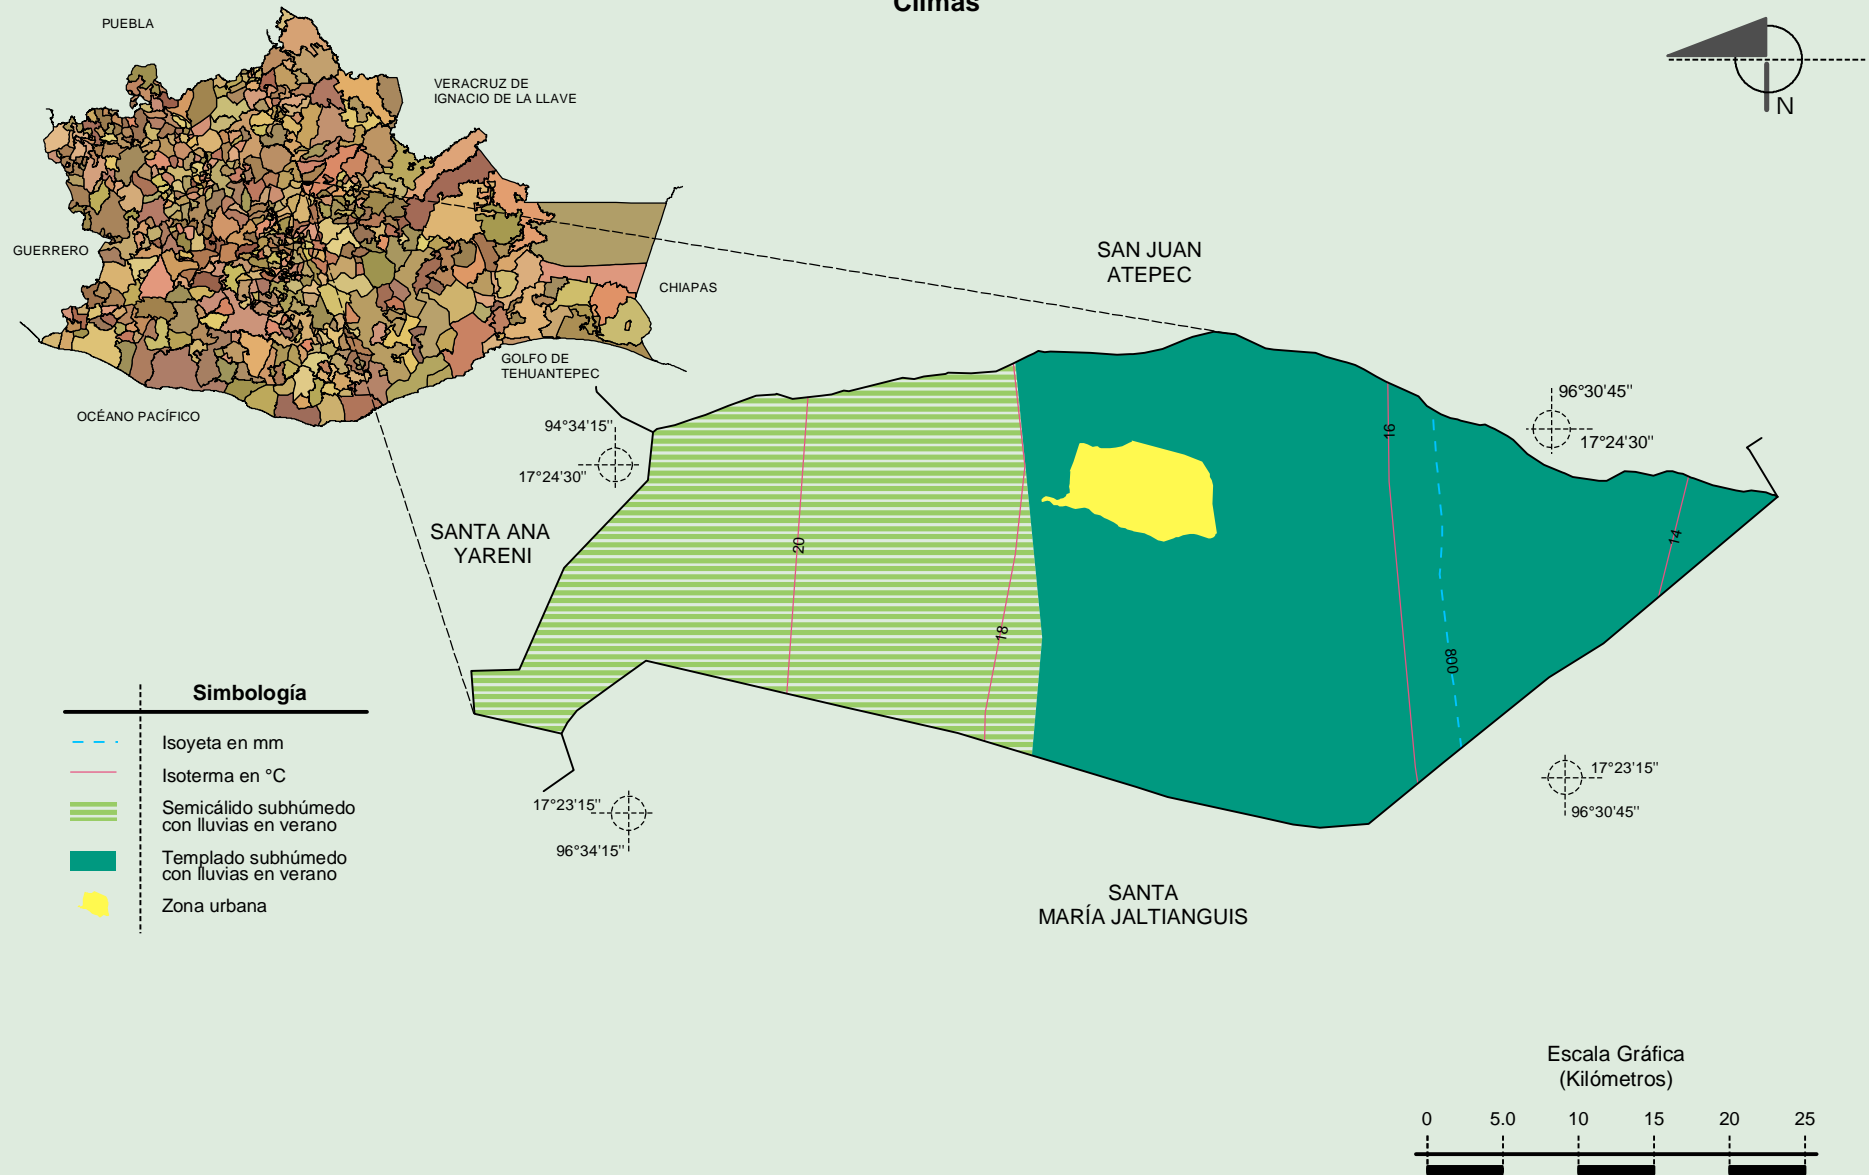 Climas
PUEBLA
VERACRUZ DE
IGNACIO DE LA LLAVE
N
GUERRERO
CHIAPAS
GOLFO DE
TEHUANTEPEC
OCÉANO PACÍFICO
SAN JUAN
ATEPEC
94°34'15''
17°24'30''
96°30'45''
17°24'30''
SANTA ANA
YARENI
20
18
16
800
14
Simbología
Isoyeta en mm
Isoterma en °C
Semicálido subhúmedo
con lluvias en verano
Templado subhúmedo
con lluvias en verano
Zona urbana
17°23'15''
96°34'15''
17°23'15''
96°30'45''
SANTA
MARÍA JALTIANGUIS
Escala Gráfica
(Kilómetros)
0 5.0 10 15 20 25